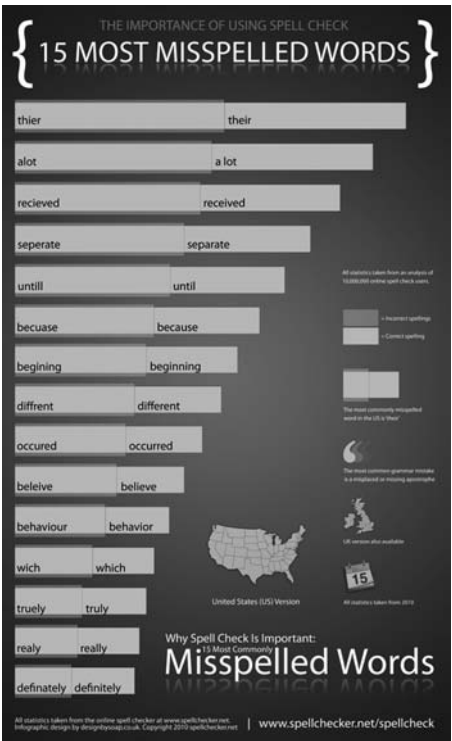 THE IMPORTANCE OF USING SPELL CHECK
{ 15 MOST MISSPELLED WORDS }
thier their
alot a lot
recieved received
seperate separate
untill until
becuase because
begining beginning
diffrent different
occured occurred
beleive believe
behaviour behavior
wich which
truely truly
realy really
definately definitely
All statistics taken from an analysis of
10,000,000 online spell check users.
= Incorrect spellings
= Correct spelling
The most commonly misspelled
word in the US is 'their'
The most common grammar mistake
is a misplaced or missing apostrophe
UK version also available
15
All statistics taken from 2010
United States (US) Version
Why Spell Check Is Important:
15 Most Commonly
Misspelled Words
All statistics taken from the online spell checker at www.spellchecker.net.
Infographic design by designbysoap.co.uk. Copyright 2010 spellchecker.net
| www.spellchecker.net/spellcheck